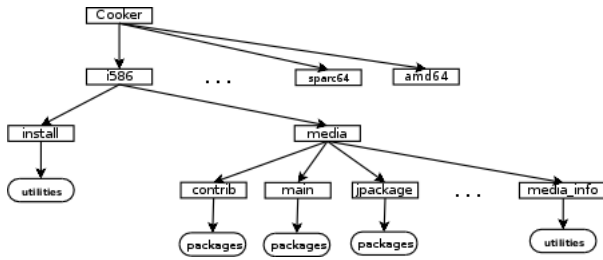 Cooker
i586 ... sparc64 amd64
install media
utilities contrib main jpackage ... media_info
packages packages packages utilities